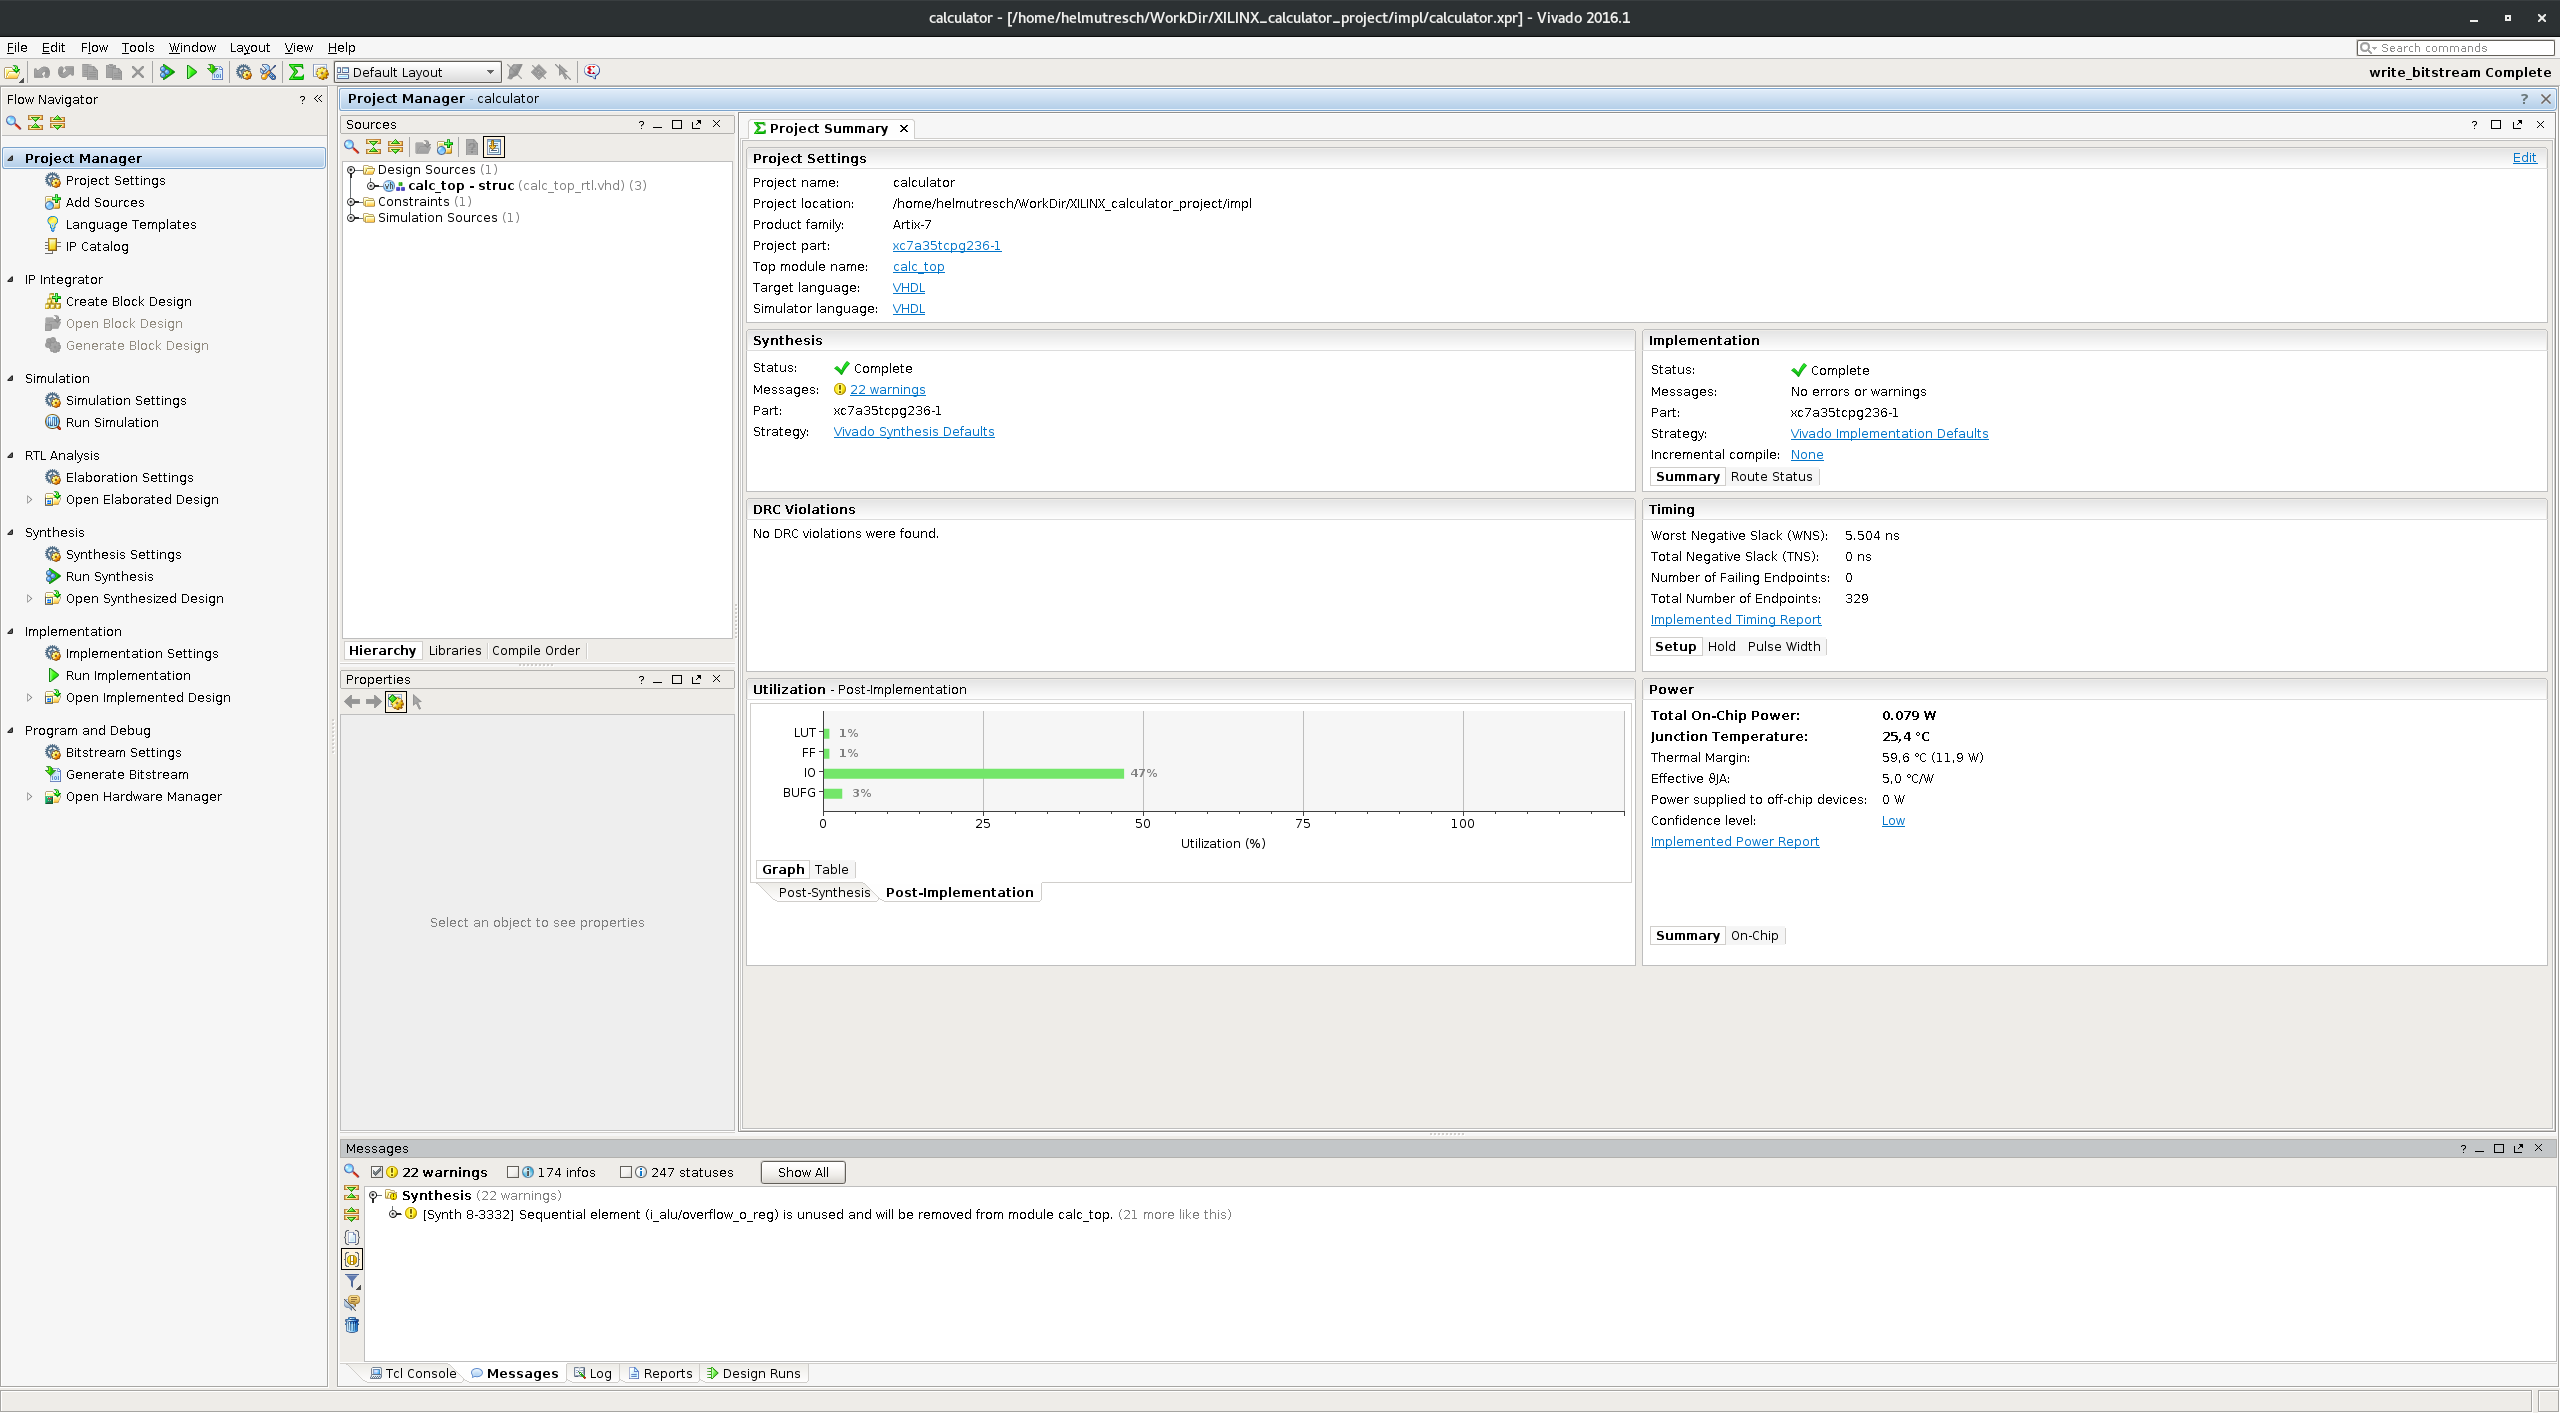 calculator - [/home/helmutresch/WorkDir/XILINX_calculator_project/impl/calculator.xpr] - Vivado 2016.1
File Edit Flow Tools Window Layout View Help
Search commands
Default Layout
write_bitstream Complete
Flow Navigator
Project Manager
Project Settings
Add Sources
Language Templates
IP Catalog
IP Integrator
Create Block Design
Open Block Design
Generate Block Design
Simulation
Simulation Settings
Run Simulation
RTL Analysis
Elaboration Settings
Open Elaborated Design
Synthesis
Synthesis Settings
Run Synthesis
Open Synthesized Design
Implementation
Implementation Settings
Run Implementation
Open Implemented Design
Program and Debug
Bitstream Settings
Generate Bitstream
Open Hardware Manager
Project Manager - calculator
Sources
Design Sources (1)
calc_top - struc (calc_top_rtl.vhd) (3)
Constraints (1)
Simulation Sources (1)
Hierarchy Libraries Compile Order
Properties
Select an object to see properties
Project Summary
Project Settings
Edit
Project name: calculator
Project location: /home/helmutresch/WorkDir/XILINX_calculator_project/impl
Product family: Artix-7
Project part: xc7a35tcpg236-1
Top module name: calc_top
Target language: VHDL
Simulator language: VHDL
Synthesis
Status: Complete
Messages: 22 warnings
Part: xc7a35tcpg236-1
Strategy: Vivado Synthesis Defaults
Implementation
Status: Complete
Messages: No errors or warnings
Part: xc7a35tcpg236-1
Strategy: Vivado Implementation Defaults
Incremental compile: None
Summary Route Status
DRC Violations
No DRC violations were found.
Timing
Worst Negative Slack (WNS): 5.504 ns
Total Negative Slack (TNS): 0 ns
Number of Failing Endpoints: 0
Total Number of Endpoints: 329
Implemented Timing Report
Setup Hold Pulse Width
Utilization - Post-Implementation
LUT 1%
FF 1%
IO 47%
BUFG 3%
0 25 50 75 100
Utilization (%)
Graph Table
Post-Synthesis Post-Implementation
Power
Total On-Chip Power: 0.079 W
Junction Temperature: 25,4 °C
Thermal Margin: 59,6 °C (11,9 W)
Effective ϑJA: 5,0 °C/W
Power supplied to off-chip devices: 0 W
Confidence level: Low
Implemented Power Report
Summary On-Chip
Messages
22 warnings 174 infos 247 statuses Show All
Synthesis (22 warnings)
[Synth 8-3332] Sequential element (i_alu/overflow_o_reg) is unused and will be removed from module calc_top. (21 more like this)
Tcl Console Messages Log Reports Design Runs